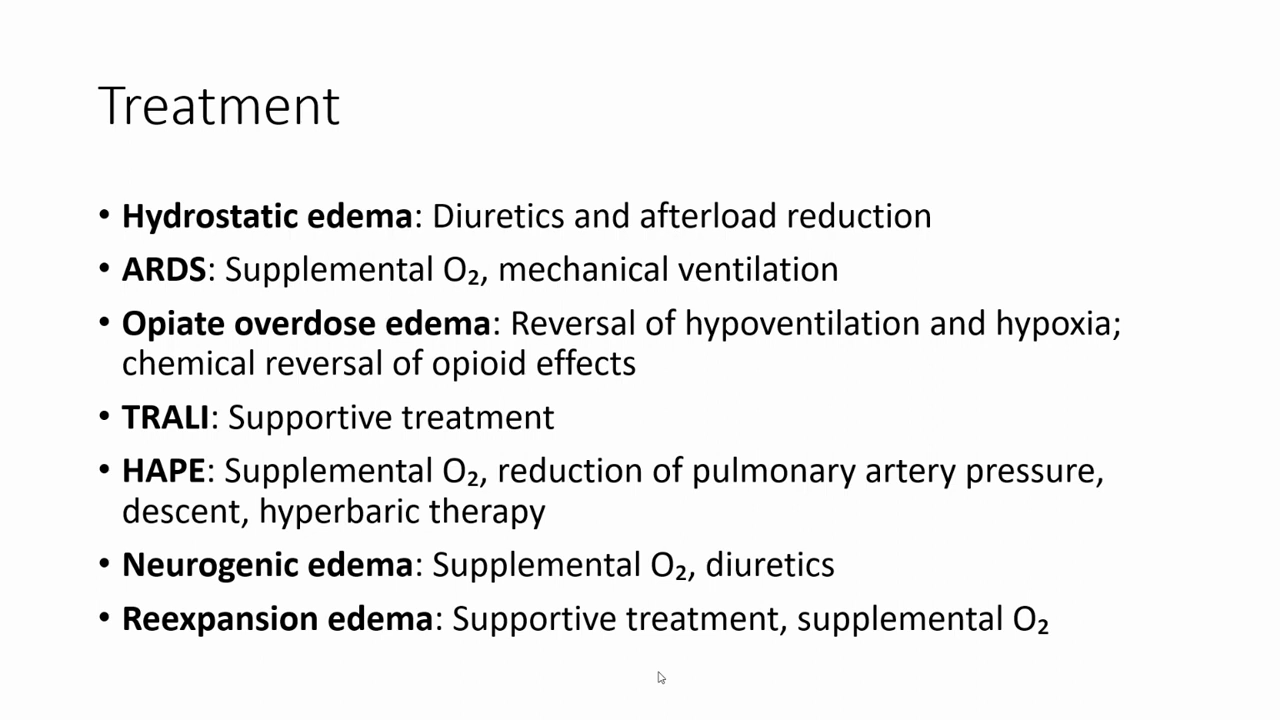 Treatment
• Hydrostatic edema: Diuretics and afterload reduction
• ARDS: Supplemental O₂, mechanical ventilation
• Opiate overdose edema: Reversal of hypoventilation and hypoxia;
chemical reversal of opioid effects
• TRALI: Supportive treatment
• HAPE: Supplemental O₂, reduction of pulmonary artery pressure,
descent, hyperbaric therapy
• Neurogenic edema: Supplemental O₂, diuretics
• Reexpansion edema: Supportive treatment, supplemental O₂